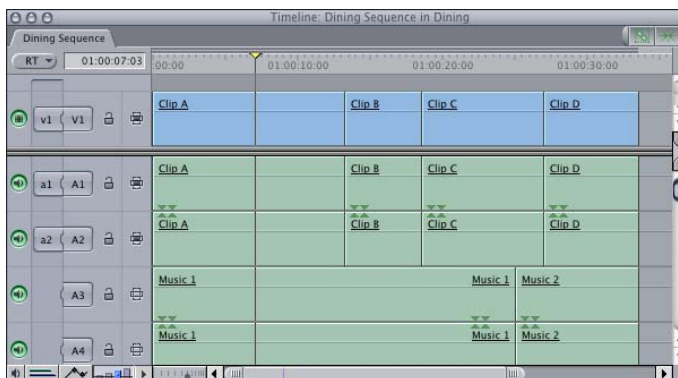 Timeline: Dining Sequence in Dining
Dining Sequence
RT 01:00:07:03 00:00 01:00:10:00 01:00:20:00 01:00:30:00
v1 V1 Clip A Clip B Clip C Clip D
a1 A1 Clip A Clip B Clip C Clip D
a2 A2 Clip A Clip B Clip C Clip D
A3 Music 1 Music 1 Music 2
A4 Music 1 Music 1 Music 2